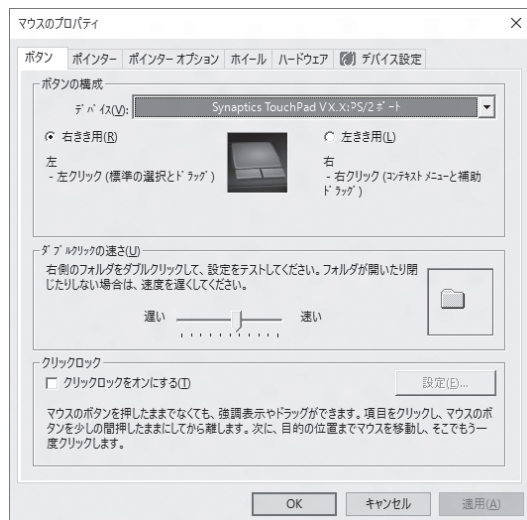 マウスのプロパティ
ボタン ポインター ポインター オプション ホイール ハードウェア デバイス設定
ボタンの構成
ﾃﾞﾊﾞｲｽ(V): Synaptics TouchPad VX.X:PS/2 ﾎﾟｰﾄ
右きき用(R) 左きき用(L)
左
- 左クリック (標準の選択とﾄﾞﾗｯｸﾞ)
右
- 右クリック (ｺﾝﾃｷｽﾄ ﾒﾆｭｰと補助
ﾄﾞﾗｯｸﾞ)
ﾀﾞﾌﾞﾙｸﾘｯｸの速さ(U)
右側のフォルダをダブルクリックして、設定をテストしてください。フォルダが開いたり閉
じたりしない場合は、速度を遅くしてください。
遅い 速い
クリックロック
クリックロックをオンにする(T) 設定(E)...
マウスのボタンを押したままでなくても、強調表示やドラッグができます。項目をクリックし、マウスのボ
タンを少しの間押したままにしてから離します。次に、目的の位置までマウスを移動し、そこでもう一
度クリックします。
OK キャンセル 適用(A)